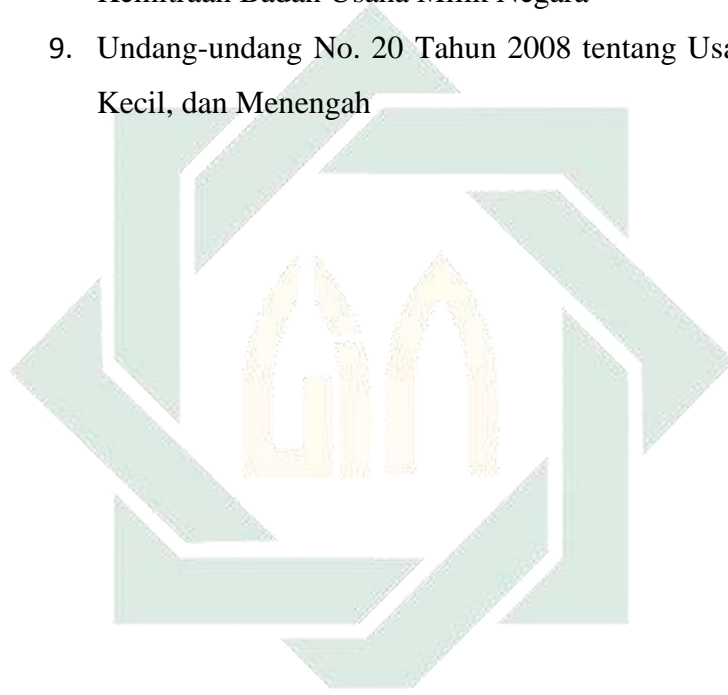 Kemitraan Badan Usaha Milik Negara
9. Undang-undang No. 20 Tahun 2008 tentang Usa
Kecil, dan Menengah